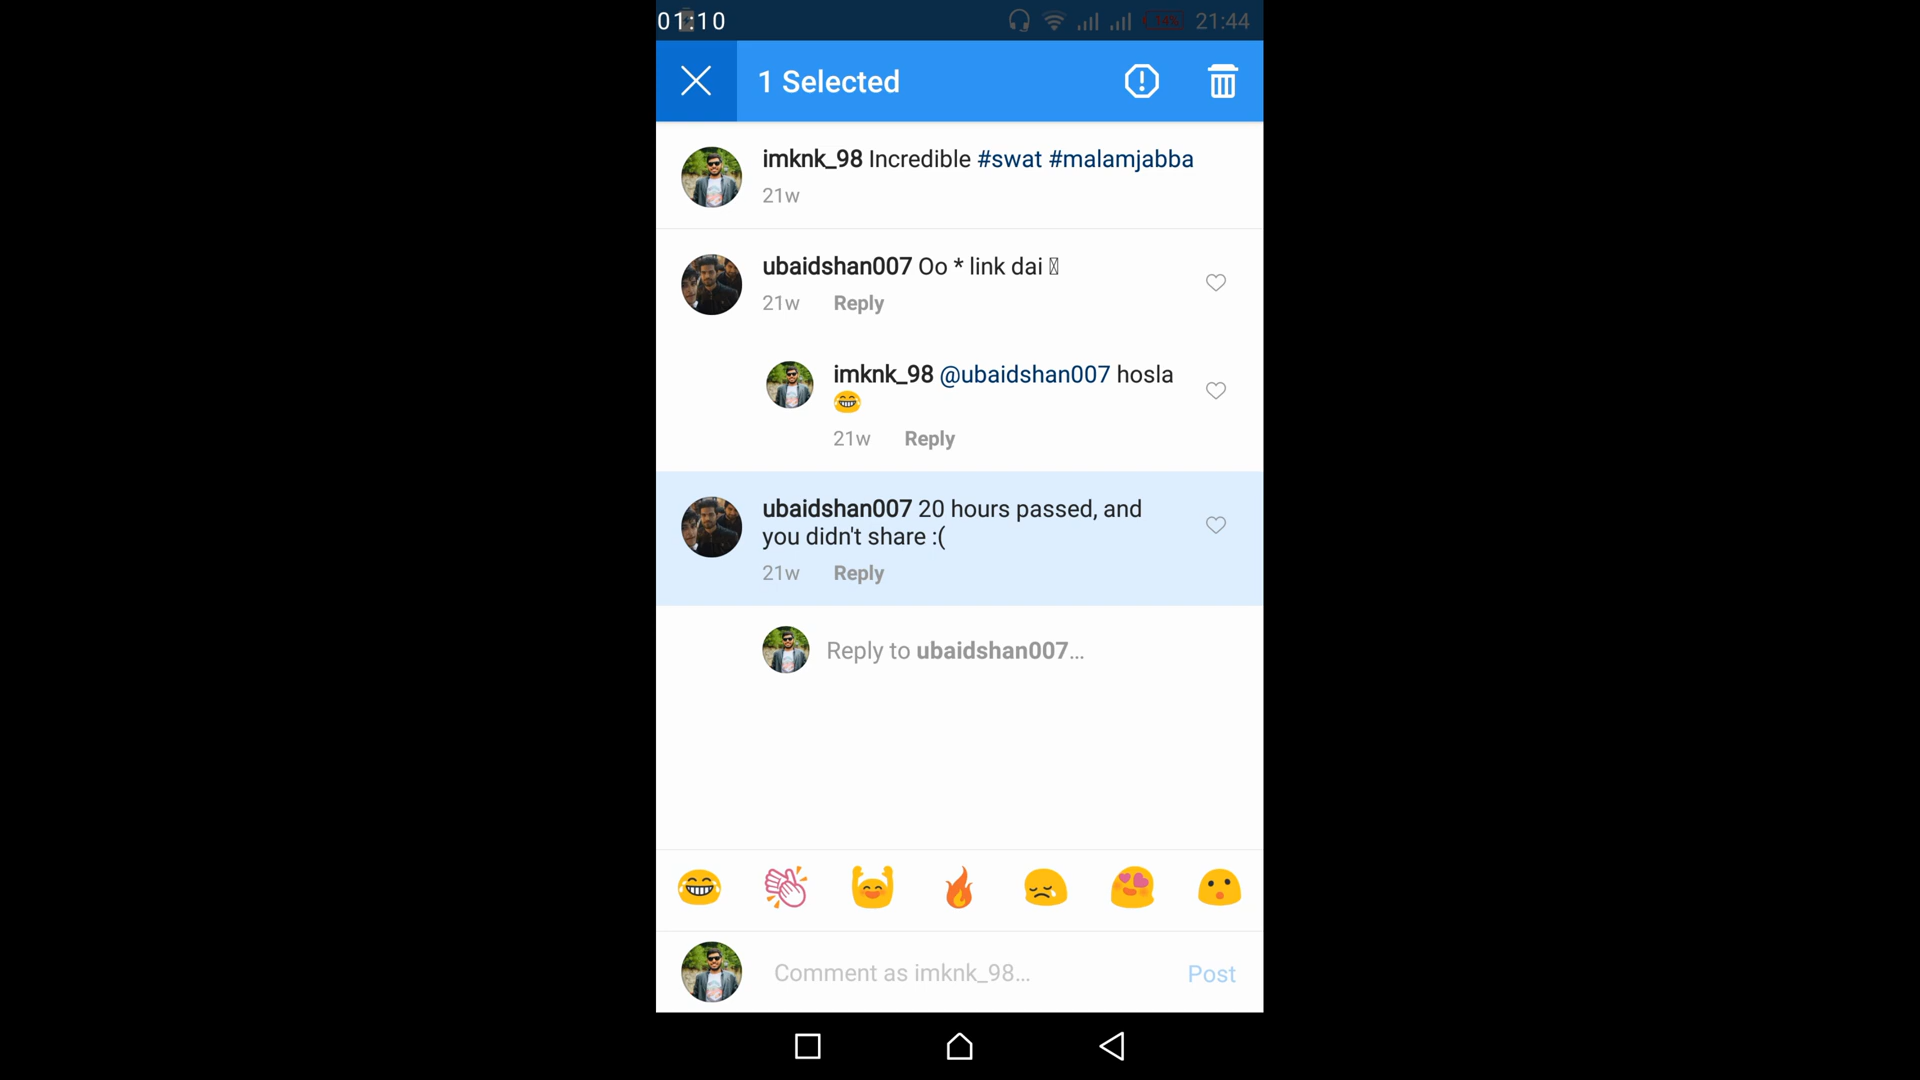 01:10 14% 21:44
1 Selected
imknk_98 Incredible #swat #malamjabba
21w
ubaidshan007 Oo * link dai
21w Reply
imknk_98 @ubaidshan007 hosla
😂
21w Reply
ubaidshan007 20 hours passed, and
you didn't share :(
21w Reply
Reply to ubaidshan007...
Comment as imknk_98... Post